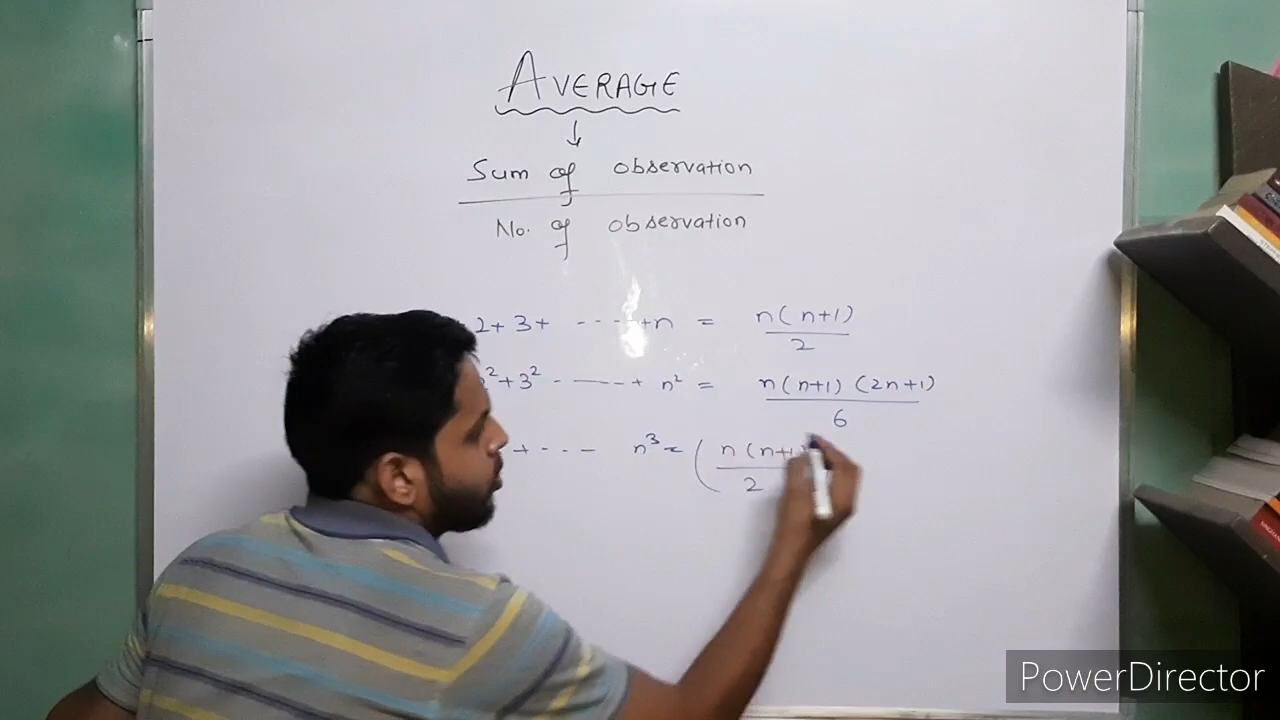 AVERAGE
↓
Sum of observation
No. of observation
2+ 3+ ----+n = n(n+1)/2
²+3² - —--+ n² = n(n+1) (2n+1)/6
+ --- n³= (n(n+1)/2
PowerDirector